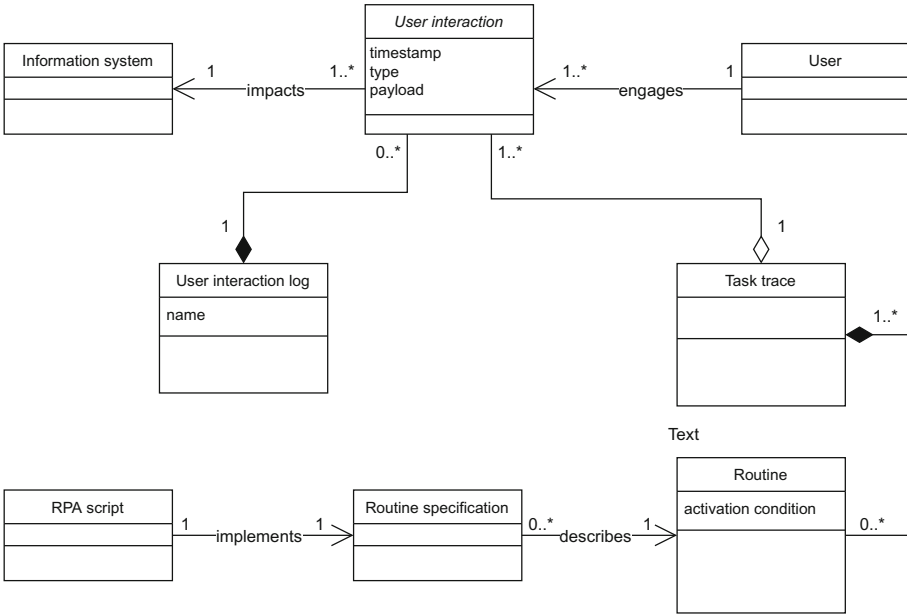 User interaction
timestamp
type
payload
Information system
User
1
1..*
impacts
1..*
1
engages
0..*
1..*
1
1
User interaction log
name
Task trace
1..*
Text
RPA script
Routine specification
Routine
activation condition
1
1
implements
0..*
1
describes
0..*